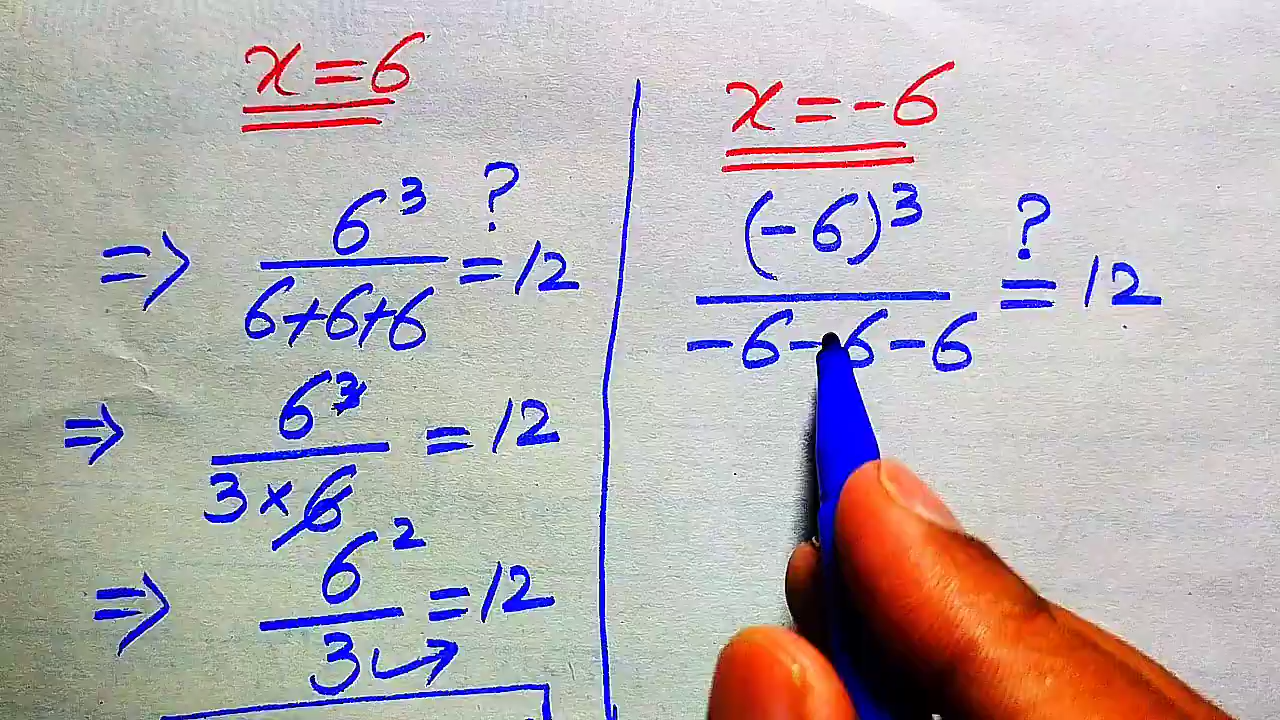 x=6
⇒ 6³/(6+6+6) ?= 12
⇒ 6³/(3×6) = 12
⇒ 6²/3 = 12
x=-6
(-6)³/(-6-6-6) ?= 12